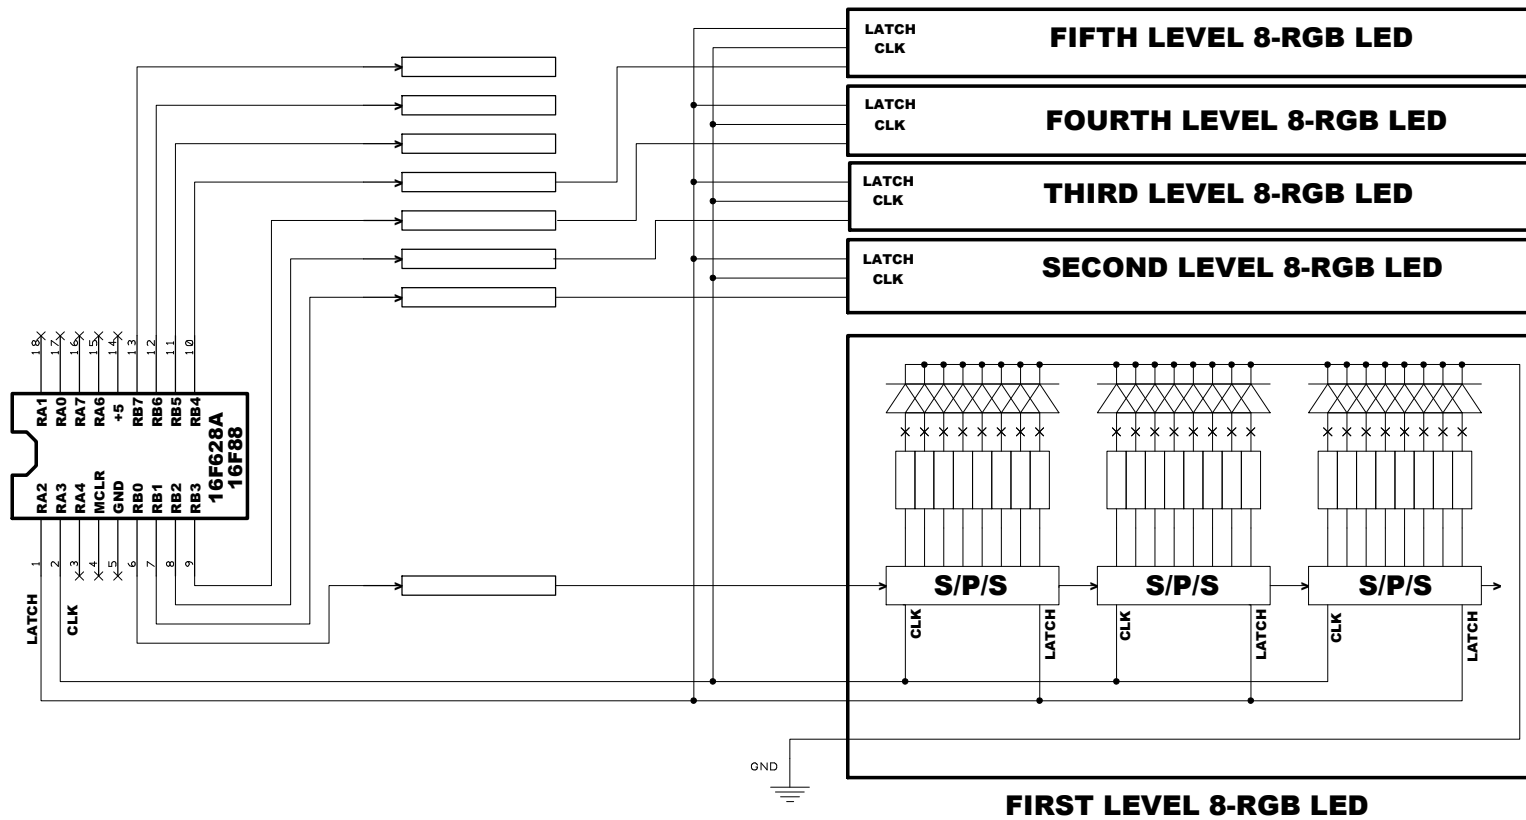 LATCH
CLK
FIFTH LEVEL 8-RGB LED
LATCH
CLK
FOURTH LEVEL 8-RGB LED
LATCH
CLK
THIRD LEVEL 8-RGB LED
LATCH
CLK
SECOND LEVEL 8-RGB LED
18 17 16 15 14 13 12 11 10
RA1 RA0 RA7 RA6 +5 RB7 RB6 RB5 RB4
16F628A
16F88
RA2 RA3 RA4 MCLR GND RB0 RB1 RB2 RB3
1 2 3 4 5 6 7 8 9
LATCH
CLK
S/P/S
S/P/S
S/P/S
CLK
LATCH
CLK
LATCH
CLK
LATCH
GND
FIRST LEVEL 8-RGB LED